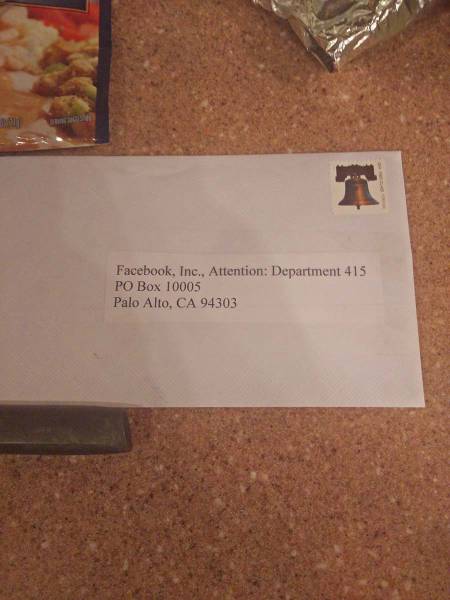 Facebook, Inc., Attention: Department 415
PO Box 10005
Palo Alto, CA 94303